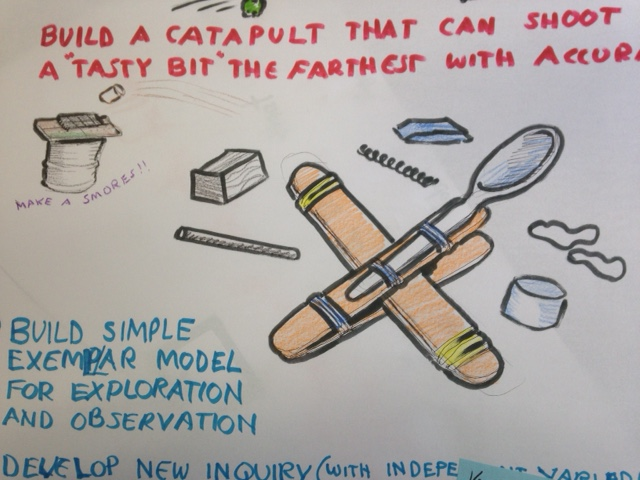 BUILD A CATAPULT THAT CAN SHOOT
A "TASTY BIT" THE FARTHEST WITH
MAKE A SMORES!!
BUILD SIMPLE
EXEMPLAR MODEL
FOR EXPLORATION
AND OBSERVATION
DEVELOP NEW INQUIRY (WITH